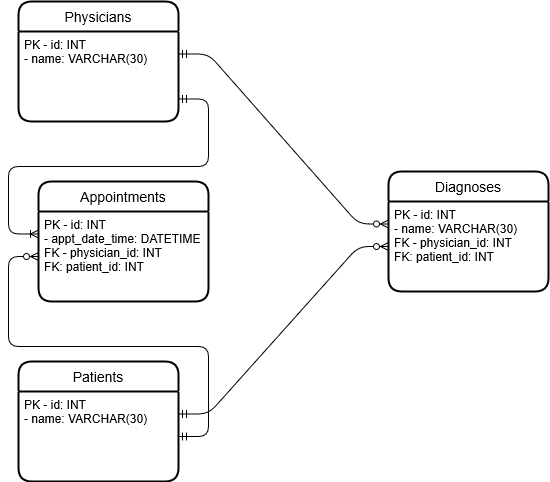 Physicians
PK - id: INT
- name: VARCHAR(30)
Appointments
PK - id: INT
- appt_date_time: DATETIME
FK - physician_id: INT
FK: patient_id: INT
Diagnoses
PK - id: INT
- name: VARCHAR(30)
FK - physician_id: INT
FK: patient_id: INT
Patients
PK - id: INT
- name: VARCHAR(30)